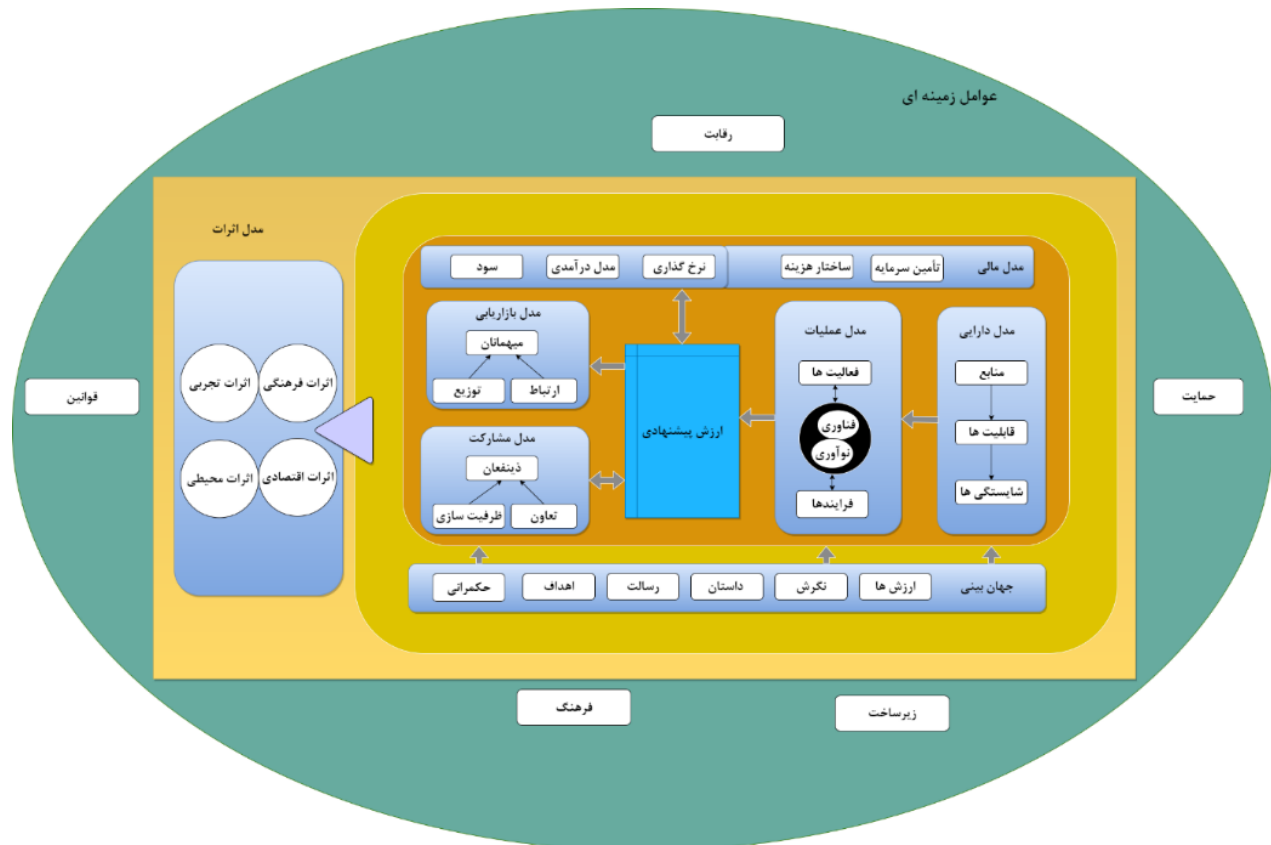 عوامل زمینه ای
رقابت
مدل اثرات
مدل مالی
تأمین سرمایه
ساختار هزینه
نرخ گذاری
مدل درآمدی
سود
مدل دارایی
منابع
قابلیت ها
شایستگی ها
مدل عملیات
فعالیت ها
فناوری
نوآوری
فرایندها
ارزش پیشنهادی
مدل بازاریابی
میهمانان
ارتباط
توزیع
مدل مشارکت
ذینفعان
تعاون
ظرفیت سازی
اثرات فرهنگی
اثرات تجربی
اثرات اقتصادی
اثرات محیطی
حمایت
قوانین
جهان بینی
ارزش ها
نگرش
داستان
رسالت
اهداف
حکمرانی
زیرساخت
فرهنگ